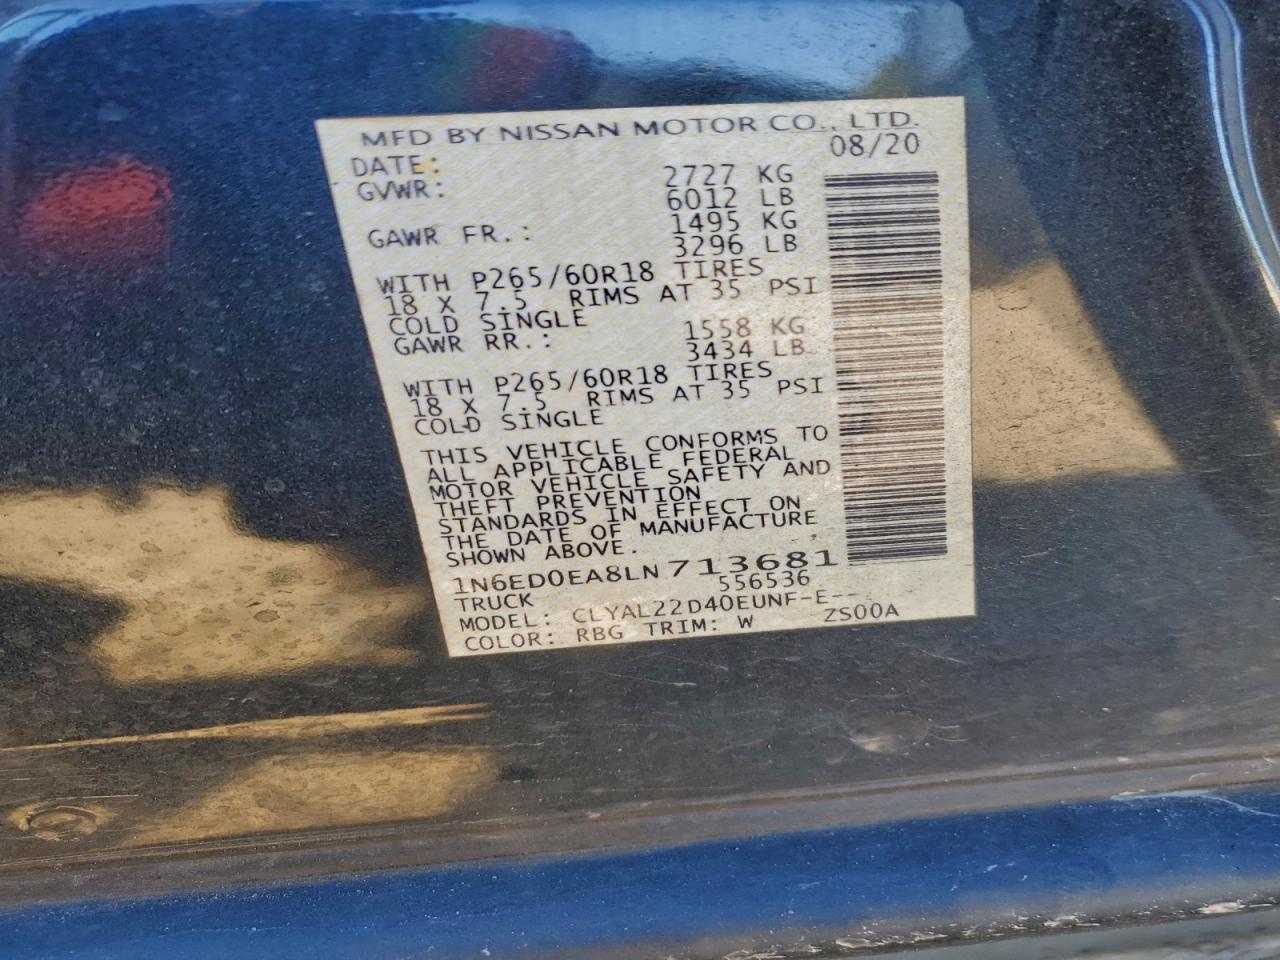 MFD BY NISSAN MOTOR CO., LTD.
DATE: 08/20
GVWR: 2727 KG
6012 LB
GAWR FR.: 1495 KG
3296 LB
WITH P265/60R18 TIRES
18 X 7.5 RIMS AT 35 PSI
COLD SINGLE
GAWR RR.: 1558 KG
3434 LB
WITH P265/60R18 TIRES
18 X 7.5 RIMS AT 35 PSI
COLD SINGLE
THIS VEHICLE CONFORMS TO
ALL APPLICABLE FEDERAL
MOTOR VEHICLE SAFETY AND
THEFT PREVENTION
STANDARDS IN EFFECT ON
THE DATE OF MANUFACTURE
SHOWN ABOVE.
1N6ED0EA8LN713681
TRUCK 556536
MODEL: CLYAL22D40EUNF-E--
COLOR: RBG TRIM: W ZS00A